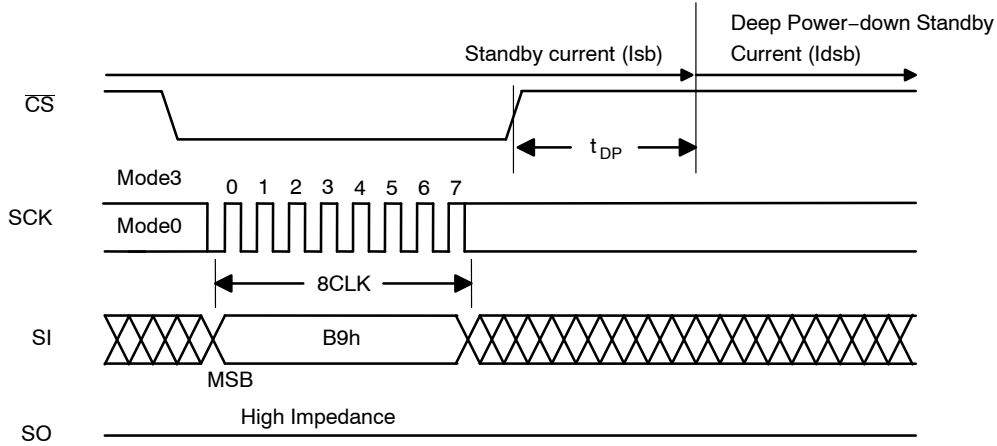 Deep Power−down Standby
Standby current (Isb) Current (Idsb)
CS
t DP
Mode3
0 1 2 3 4 5 6 7
SCK
Mode0
8CLK
SI B9h
MSB
High Impedance
SO